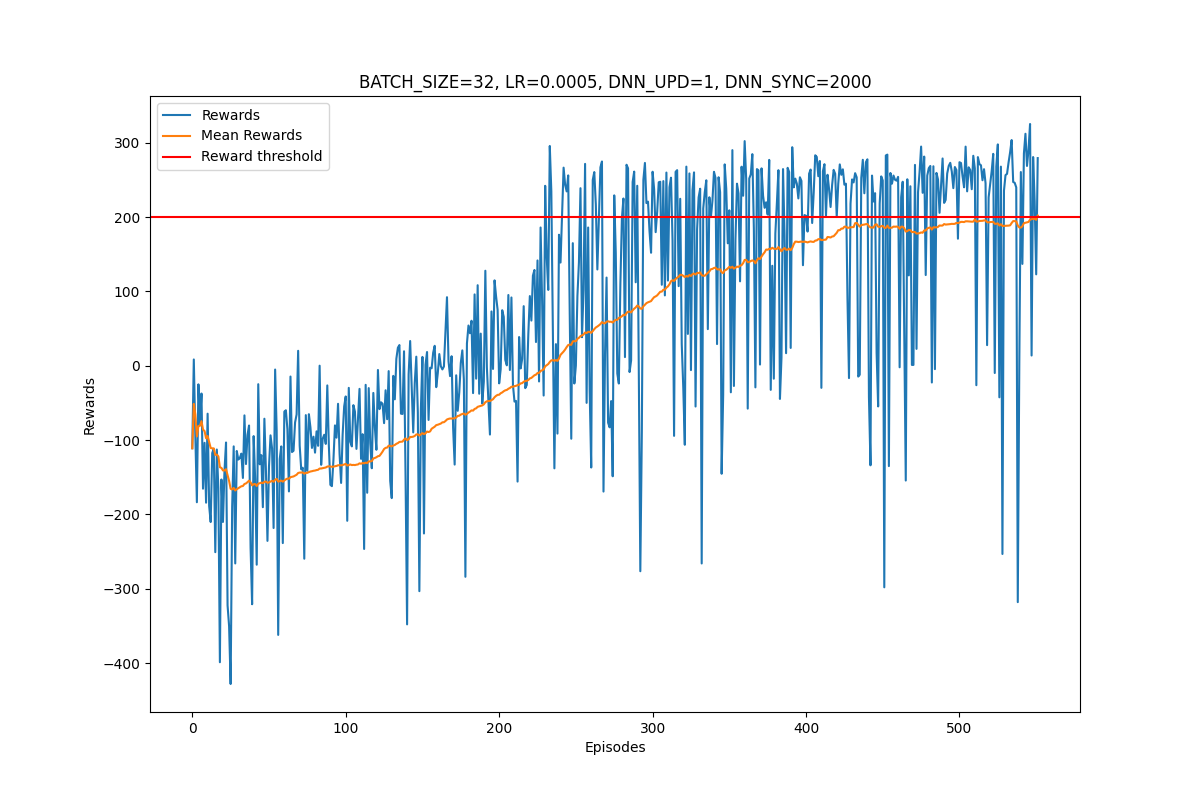 BATCH_SIZE=32, LR=0.0005, DNN_UPD=1, DNN_SYNC=2000
Rewards
Mean Rewards
Reward threshold
300
200
100
0
−100
−200
−300
−400
Rewards
0 100 200 300 400 500
Episodes